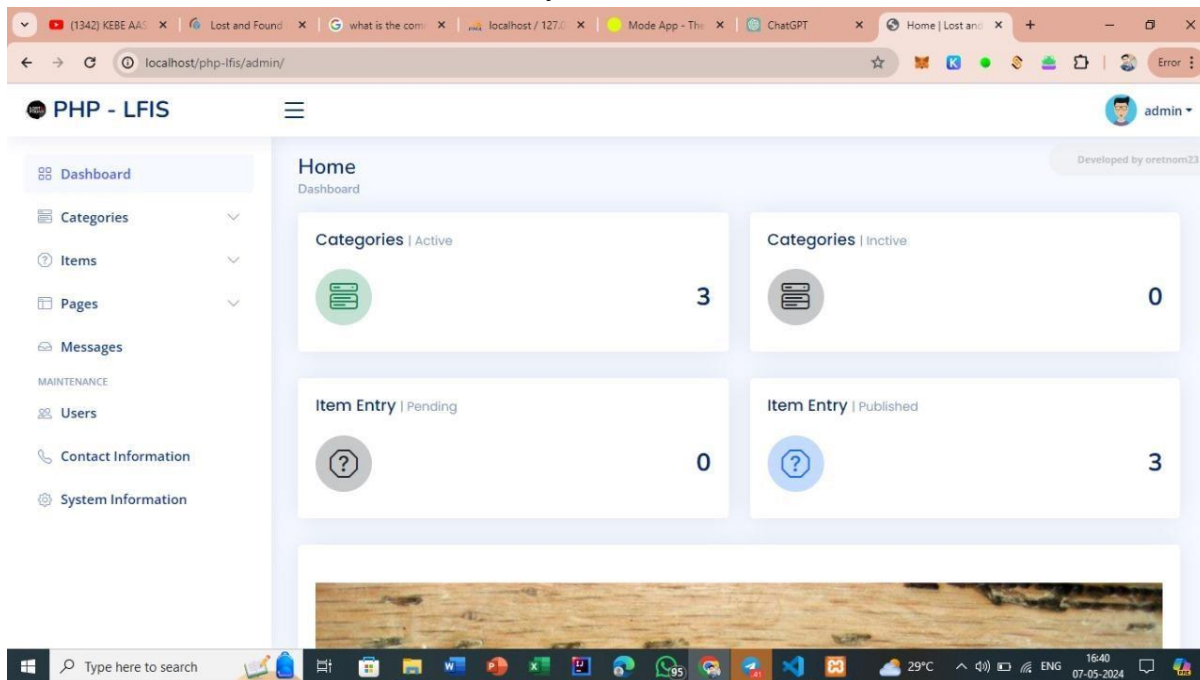 (1342) KEBE AAS
Lost and Found
what is the com
localhost / 127.0
Mode App - The
ChatGPT
Home | Lost and
localhost/php-lfis/admin/
Error
PHP - LFIS
admin
Dashboard
Categories
Items
Pages
Messages
MAINTENANCE
Users
Contact Information
System Information
Home
Dashboard
Developed by oretnom23
Categories | Active
3
Categories | Inctive
0
Item Entry | Pending
0
Item Entry | Published
3
Type here to search
95
29°C
ENG
16:40
07-05-2024